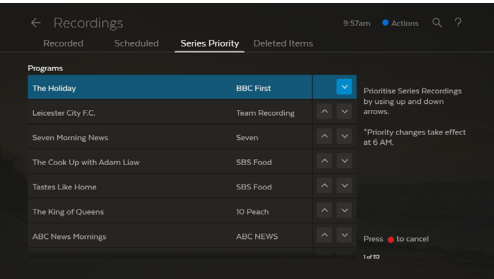 ← Recordings 9:57am Actions ?
Recorded Scheduled Series Priority Deleted Items
Programs
The Holiday BBC First
Leicester City F.C. Team Recording
Seven Morning News Seven
The Cook Up with Adam Liaw SBS Food
Tastes Like Home SBS Food
The King of Queens 10 Peach
ABC News Mornings ABC NEWS
Prioritise Series Recordings
by using up and down
arrows.
*Priority changes take effect
at 6 AM.
Press to cancel